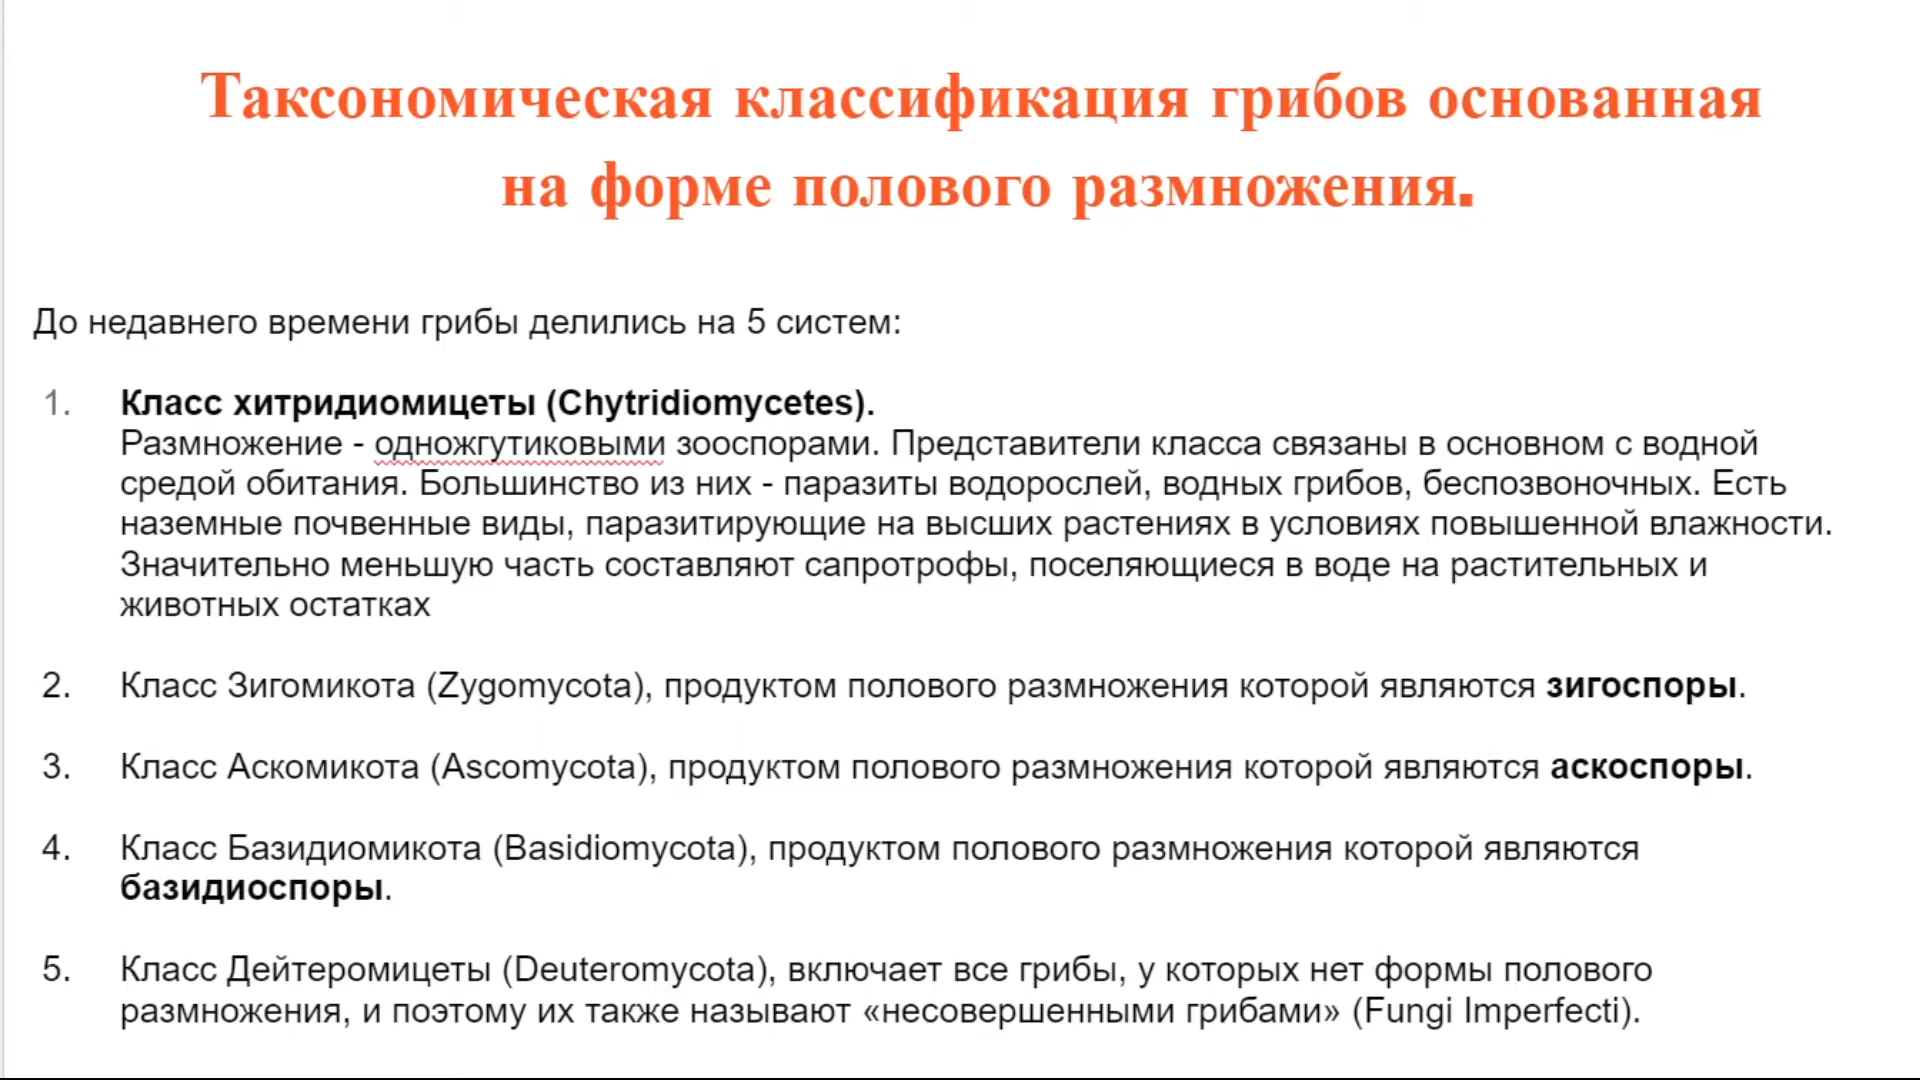 Таксономическая классификация грибов основанная
на форме полового размножения.
До недавнего времени грибы делились на 5 систем:
1. Класс хитридиомицеты (Chytridiomycetes).
Размножение - одножгутиковыми зооспорами. Представители класса связаны в основном с водной
средой обитания. Большинство из них - паразиты водорослей, водных грибов, беспозвоночных. Есть
наземные почвенные виды, паразитирующие на высших растениях в условиях повышенной влажности.
Значительно меньшую часть составляют сапротрофы, поселяющиеся в воде на растительных и
животных остатках
2. Класс Зигомикота (Zygomycota), продуктом полового размножения которой являются зигоспоры.
3. Класс Аскомикота (Ascomycota), продуктом полового размножения которой являются аскоспоры.
4. Класс Базидиомикота (Basidiomycota), продуктом полового размножения которой являются
базидиоспоры.
5. Класс Дейтеромицеты (Deuteromycota), включает все грибы, у которых нет формы полового
размножения, и поэтому их также называют «несовершенными грибами» (Fungi Imperfecti).